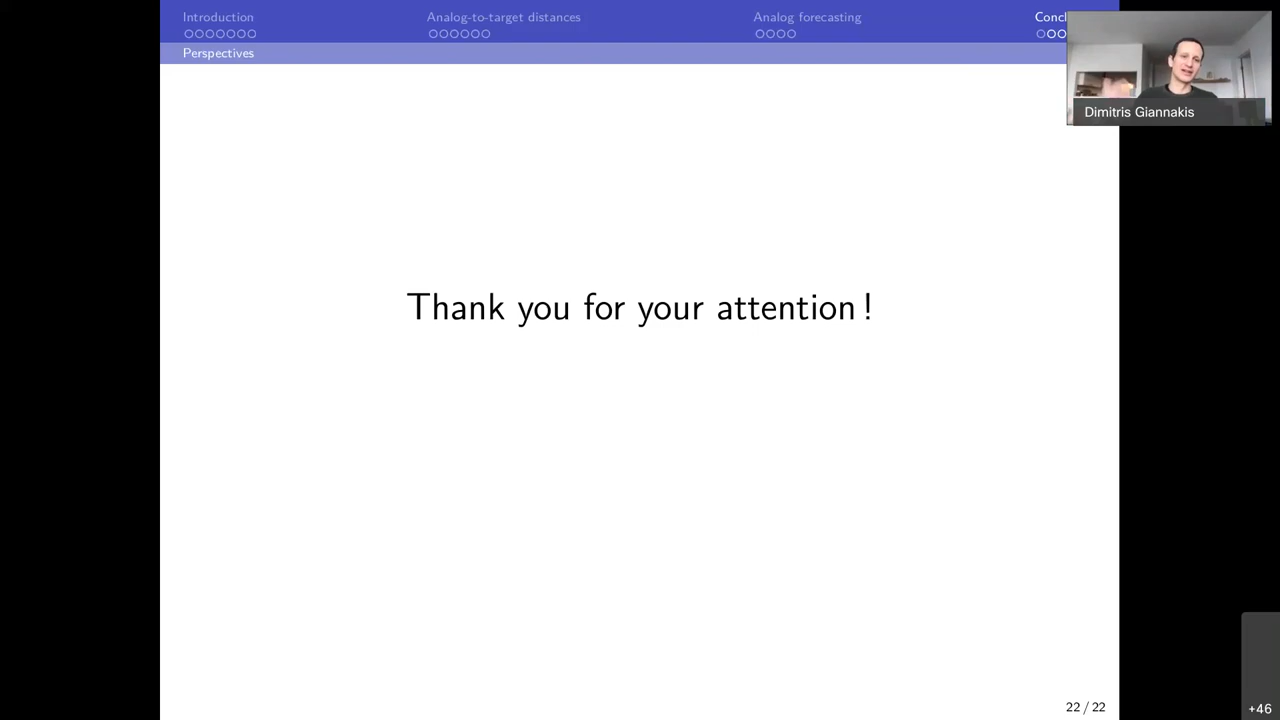 Introduction
Analog-to-target distances
Analog forecasting
Concl
Perspectives
Dimitris Giannakis
Thank you for your attention !
22 / 22
+46